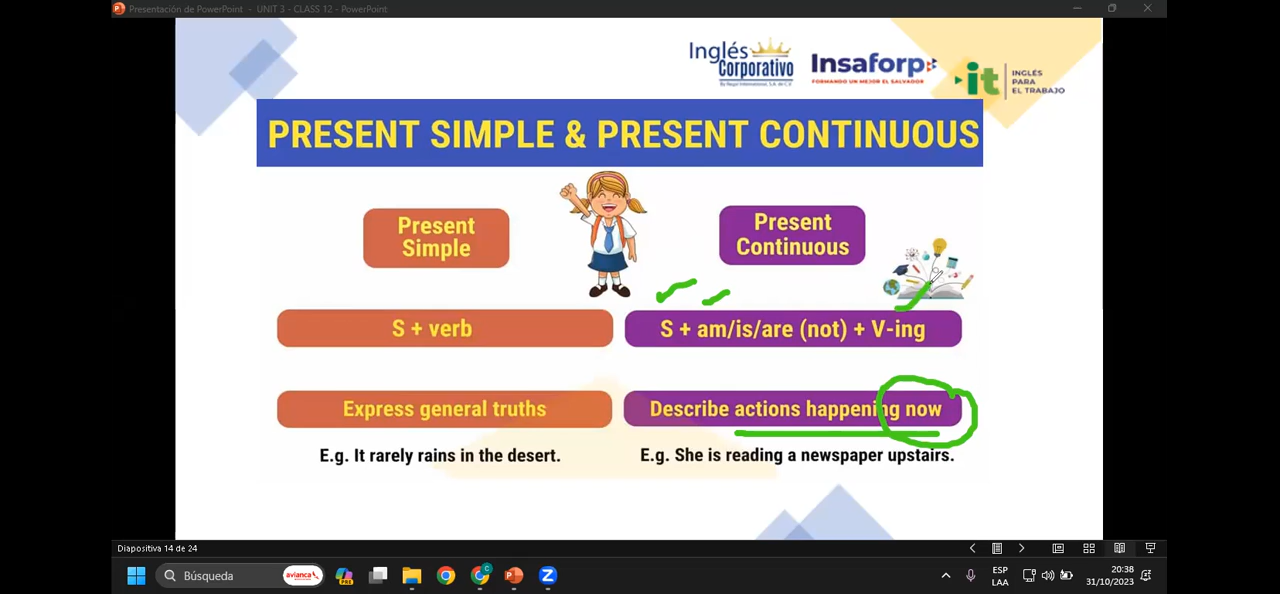 Presentación de PowerPoint - UNIT 3 - CLASS 12 - PowerPoint
Inglés
Corporativo
Insaforp
FORMANDO UN MEJOR EL SALVADOR
it
INGLÉS
PARA
EL TRABAJO
PRESENT SIMPLE & PRESENT CONTINUOUS
Present
Simple
Present
Continuous
S + verb
S + am/is/are (not) + V-ing
Express general truths
Describe actions happening now
E.g. It rarely rains in the desert.
E.g. She is reading a newspaper upstairs.
Diapositiva 14 de 24
Búsqueda
avianca
ESP
LAA
20:38
31/10/2023